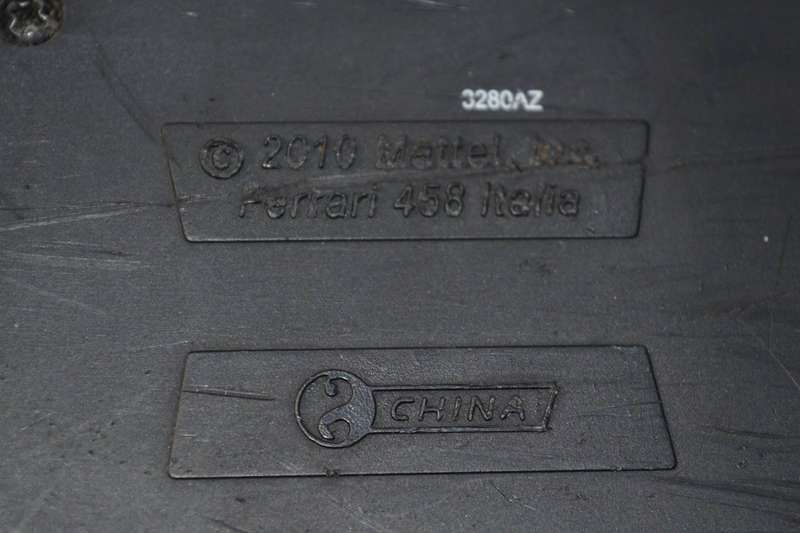 3280AZ
© 2010 Mattel, Inc.
Ferrari 458 Italia
CHINA